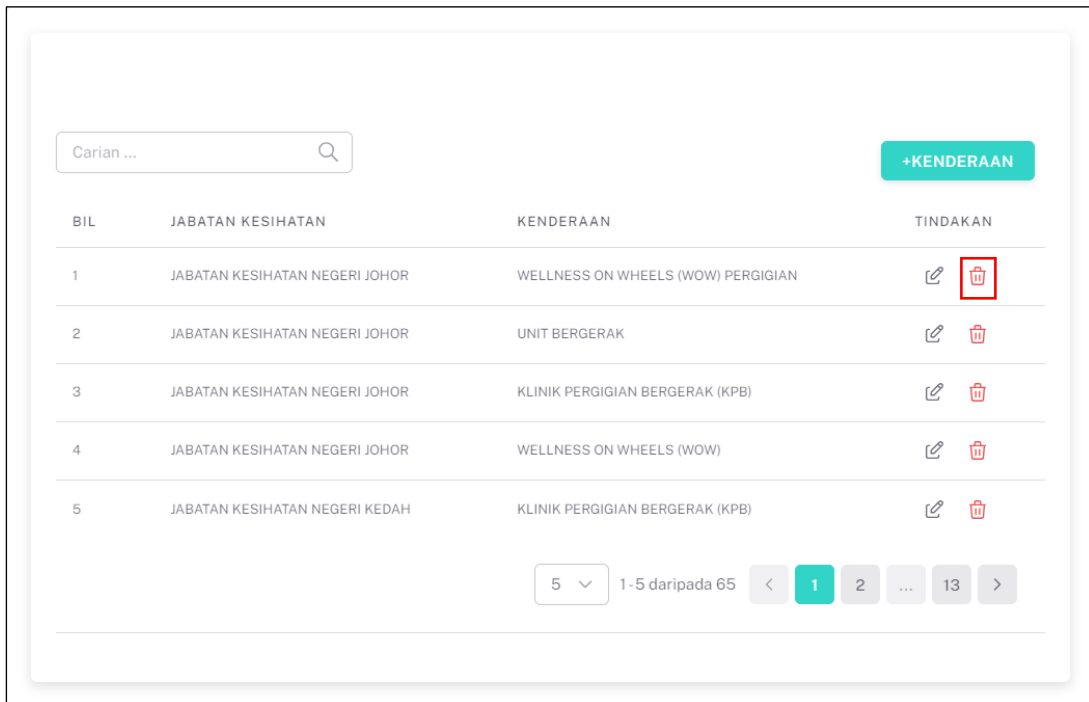 Carian ...
+KENDERAAN
BIL JABATAN KESIHATAN KENDERAAN TINDAKAN
1 JABATAN KESIHATAN NEGERI JOHOR WELLNESS ON WHEELS (WOW) PERGIGIAN
2 JABATAN KESIHATAN NEGERI JOHOR UNIT BERGERAK
3 JABATAN KESIHATAN NEGERI JOHOR KLINIK PERGIGIAN BERGERAK (KPB)
4 JABATAN KESIHATAN NEGERI JOHOR WELLNESS ON WHEELS (WOW)
5 JABATAN KESIHATAN NEGERI KEDAH KLINIK PERGIGIAN BERGERAK (KPB)
5 1-5 daripada 65 < 1 2 ... 13 >